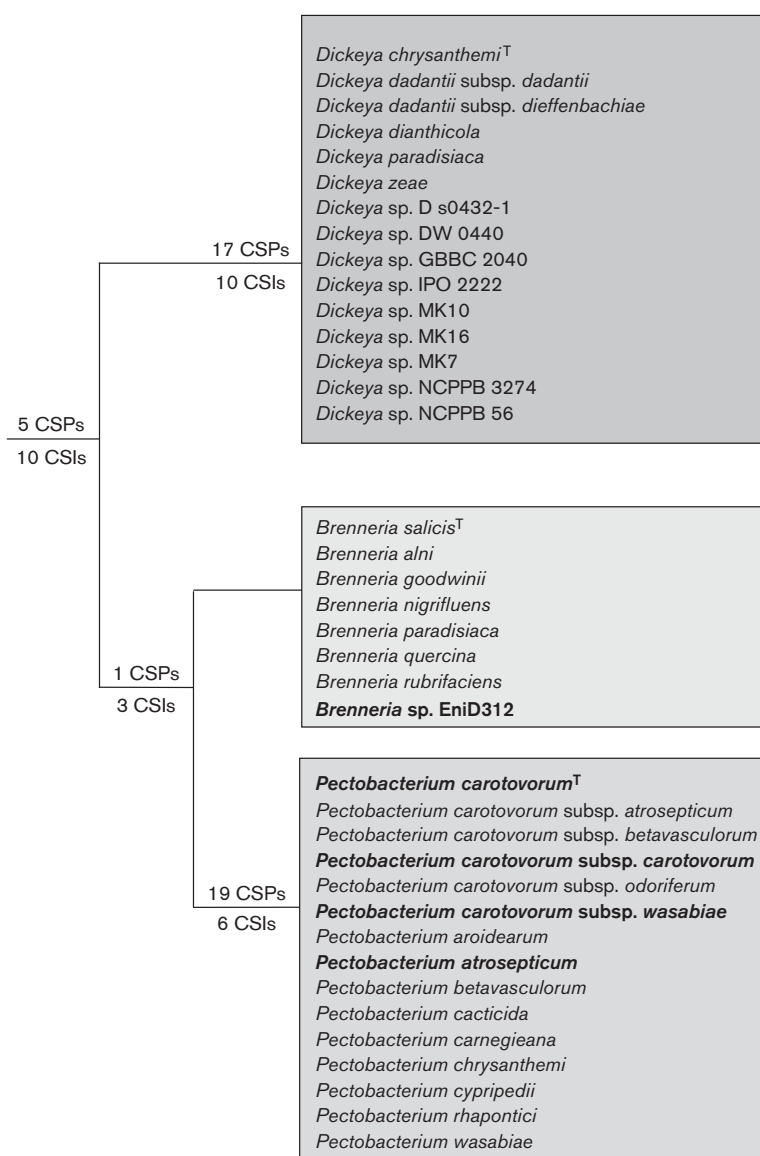 Dickeya chrysanthemi T
Dickeya dadantii subsp. dadantii
Dickeya dadantii subsp. dieffenbachiae
Dickeya dianthicola
Dickeya paradisiaca
Dickeya zeae
Dickeya sp. D s0432-1
Dickeya sp. DW 0440
Dickeya sp. GBBC 2040
Dickeya sp. IPO 2222
Dickeya sp. MK10
Dickeya sp. MK16
Dickeya sp. MK7
Dickeya sp. NCPPB 3274
Dickeya sp. NCPPB 56
17 CSPs
10 CSIs
5 CSPs
10 CSIs
Brenneria salicisT
Brenneria alni
Brenneria goodwinii
Brenneria nigrifluens
Brenneria paradisiaca
Brenneria quercina
Brenneria rubrifaciens
Brenneria sp. EniD312
1 CSPs
3 CSIs
Pectobacterium carotovorumT
Pectobacterium carotovorum subsp. atrosepticum
Pectobacterium carotovorum subsp. betavasculorum
Pectobacterium carotovorum subsp. carotovorum
Pectobacterium carotovorum subsp. odoriferum
Pectobacterium carotovorum subsp. wasabiae
Pectobacterium aroidearum
Pectobacterium atrosepticum
Pectobacterium betavasculorum
Pectobacterium cacticida
Pectobacterium carnegieana
Pectobacterium chrysanthemi
Pectobacterium cypripedii
Pectobacterium rhapontici
Pectobacterium wasabiae
19 CSPs
6 CSIs